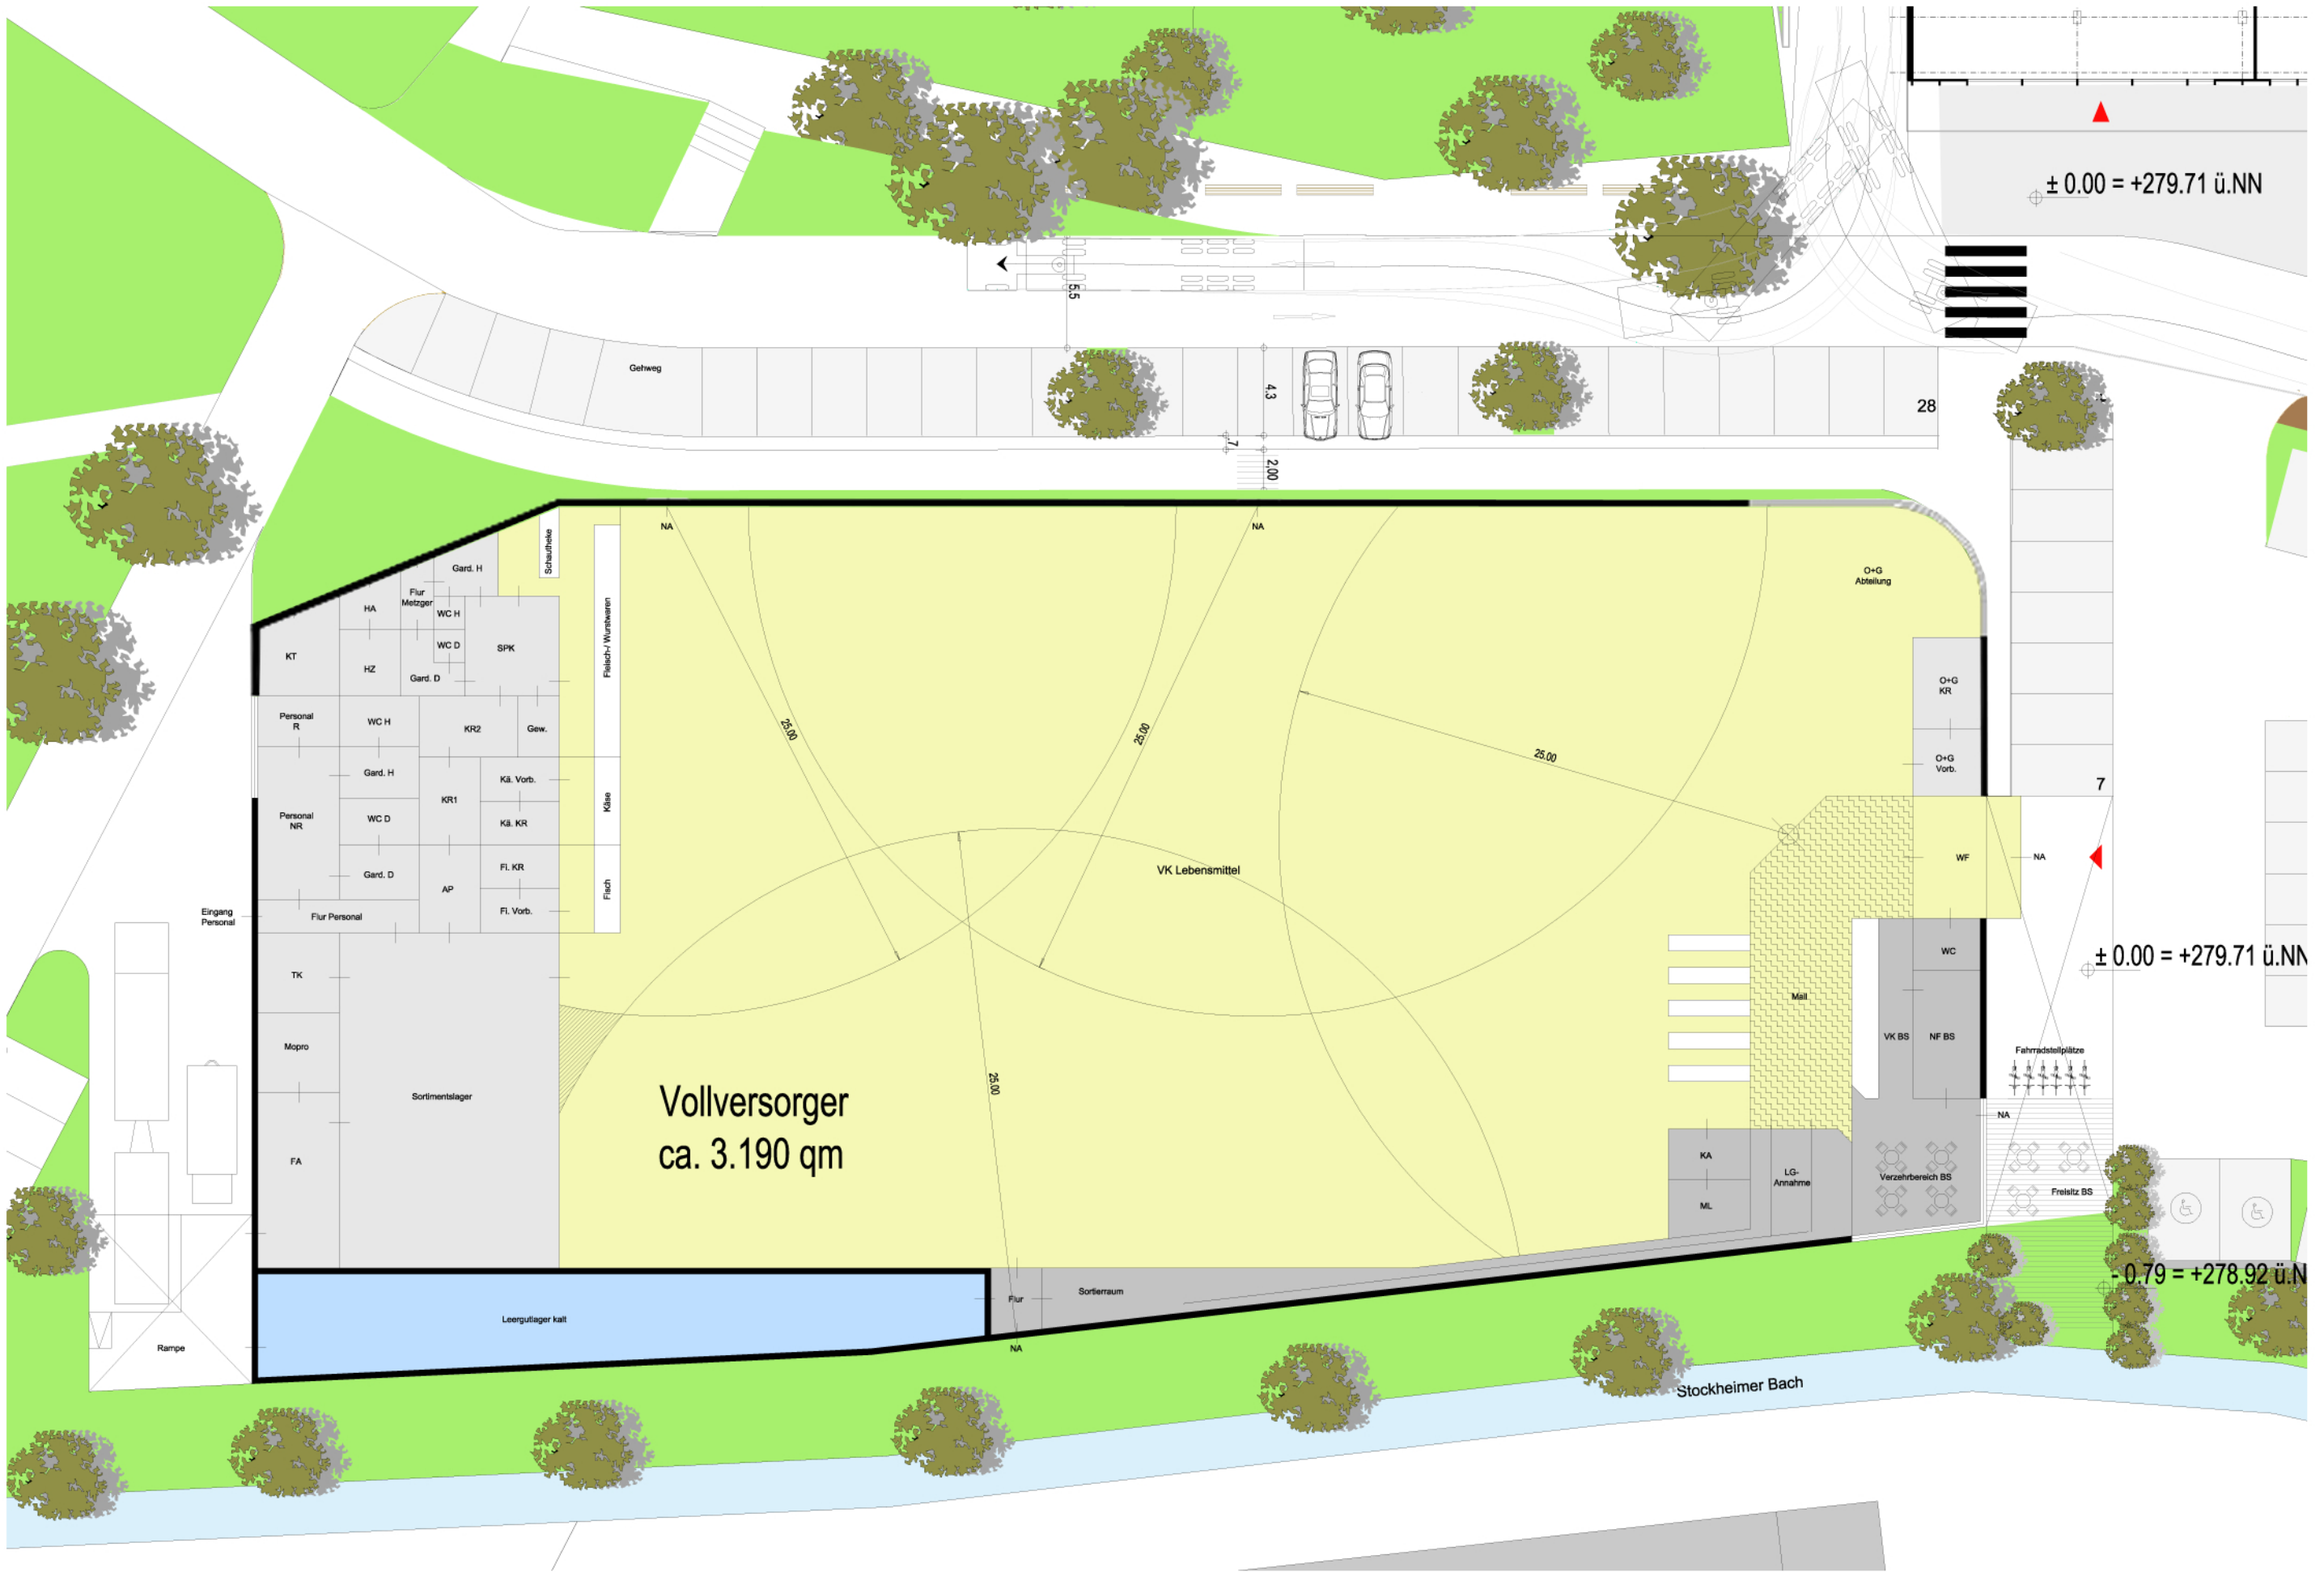 ± 0.00 = +279.71 ü.NN
5.5
Gehweg
4.3
28
7
2,00
NA
NA
Schautheke
O+G
Abteilung
Gard. H
Flur
Metzger
HA
WC H
Fleisch-/ Wurstwaren
WC D
SPK
KT
HZ
Gard. D
O+G
KR
Personal
R
WC H
KR2
Gew.
25.00
25.00
25.00
O+G
Vorb.
Gard. H
Kä. Vorb.
7
KR1
Käse
Personal
NR
WC D
Kä. KR
VK Lebensmittel
WF
NA
Fi. KR
Gard. D
AP
Fisch
Fi. Vorb.
Eingang
Personal
Flur Personal
WC
± 0.00 = +279.71 ü.NN
TK
Mall
Mopro
VK BS
NF BS
Fahrradstellplätze
25.00
Sortimentslager
Vollversorger
ca. 3.190 qm
NA
KA
FA
LG-
Annahme
Verzehrbereich BS
Freisitz BS
ML
- 0.79 = +278.92 ü.N
Flur
Sortierraum
Leergutlager kalt
Rampe
NA
Stockheimer Bach